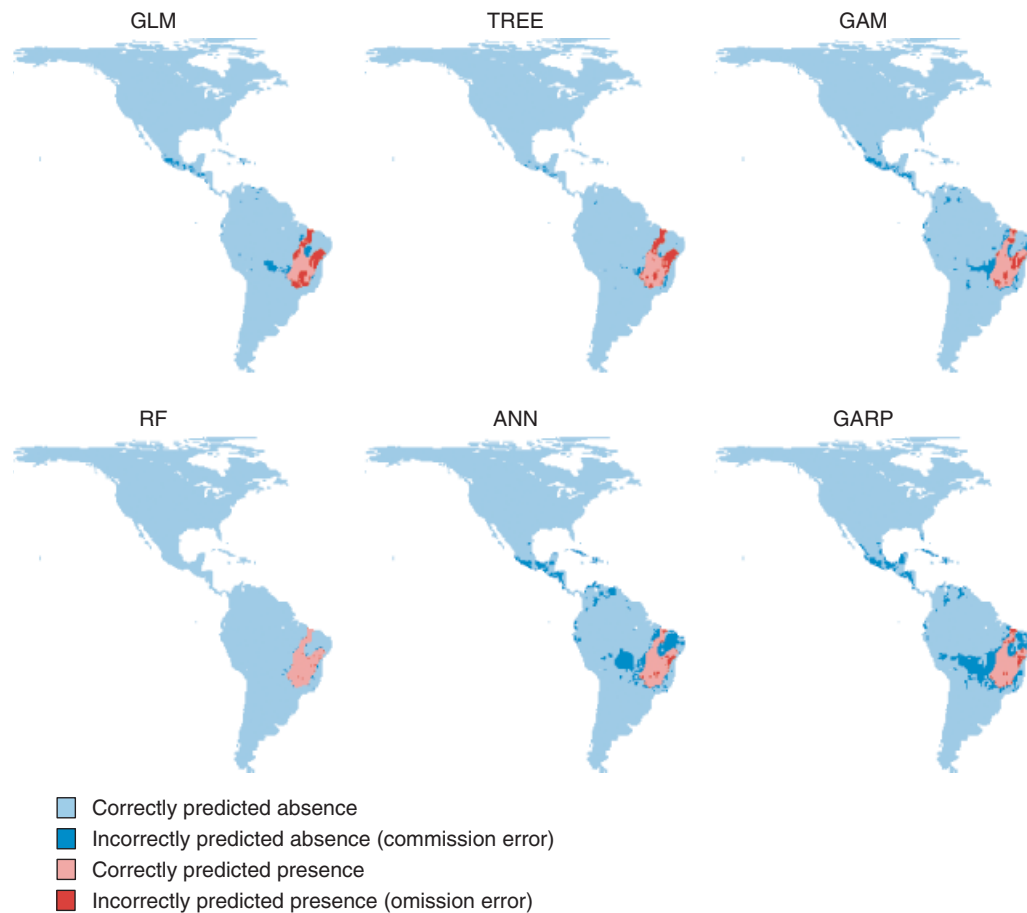 GLM
TREE
GAM
RF
ANN
GARP
Correctly predicted absence
Incorrectly predicted absence (commission error)
Correctly predicted presence
Incorrectly predicted presence (omission error)